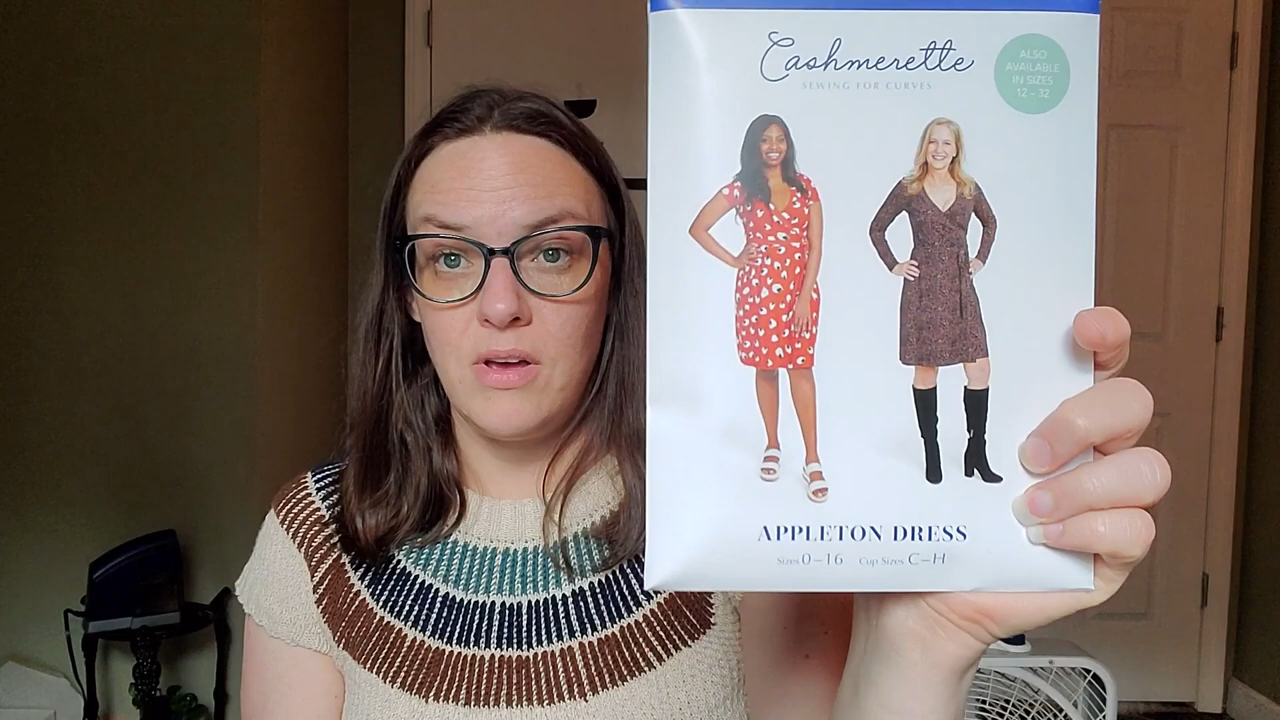 Cashmerette
SEWING FOR CURVES
ALSO
AVAILABLE
IN SIZES
12 – 32
APPLETON DRESS
Sizes 0–16 Cup Sizes C–H